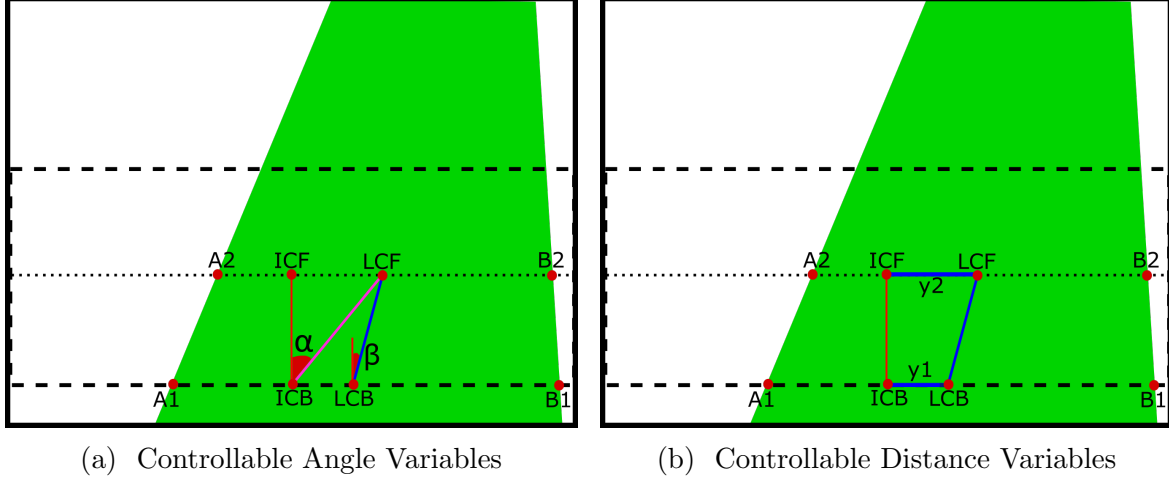 A2 ICF LCF B2
α β
A1 ICB LCB B1
A2 ICF LCF B2
y2
y1
A1 ICB LCB B1
(a) Controllable Angle Variables
(b) Controllable Distance Variables